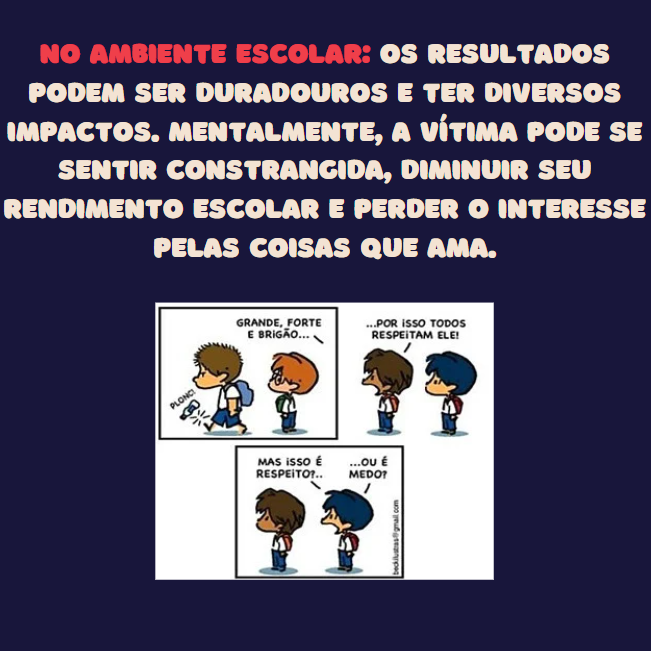 NO AMBIENTE ESCOLAR: OS RESULTADOS
PODEM SER DURADOUROS E TER DIVERSOS
IMPACTOS. MENTALMENTE, A VÍTIMA PODE SE
SENTIR CONSTRANGIDA, DIMINUIR SEU
RENDIMENTO ESCOLAR E PERDER O INTERESSE
PELAS COISAS QUE AMA.
GRANDE, FORTE
E BRIGÃO...
PLONC!
...POR ISSO TODOS
RESPEITAM ELE!
MAS ISSO É
RESPEITO?..
...OU É
MEDO?
beckilustras@gmail.com